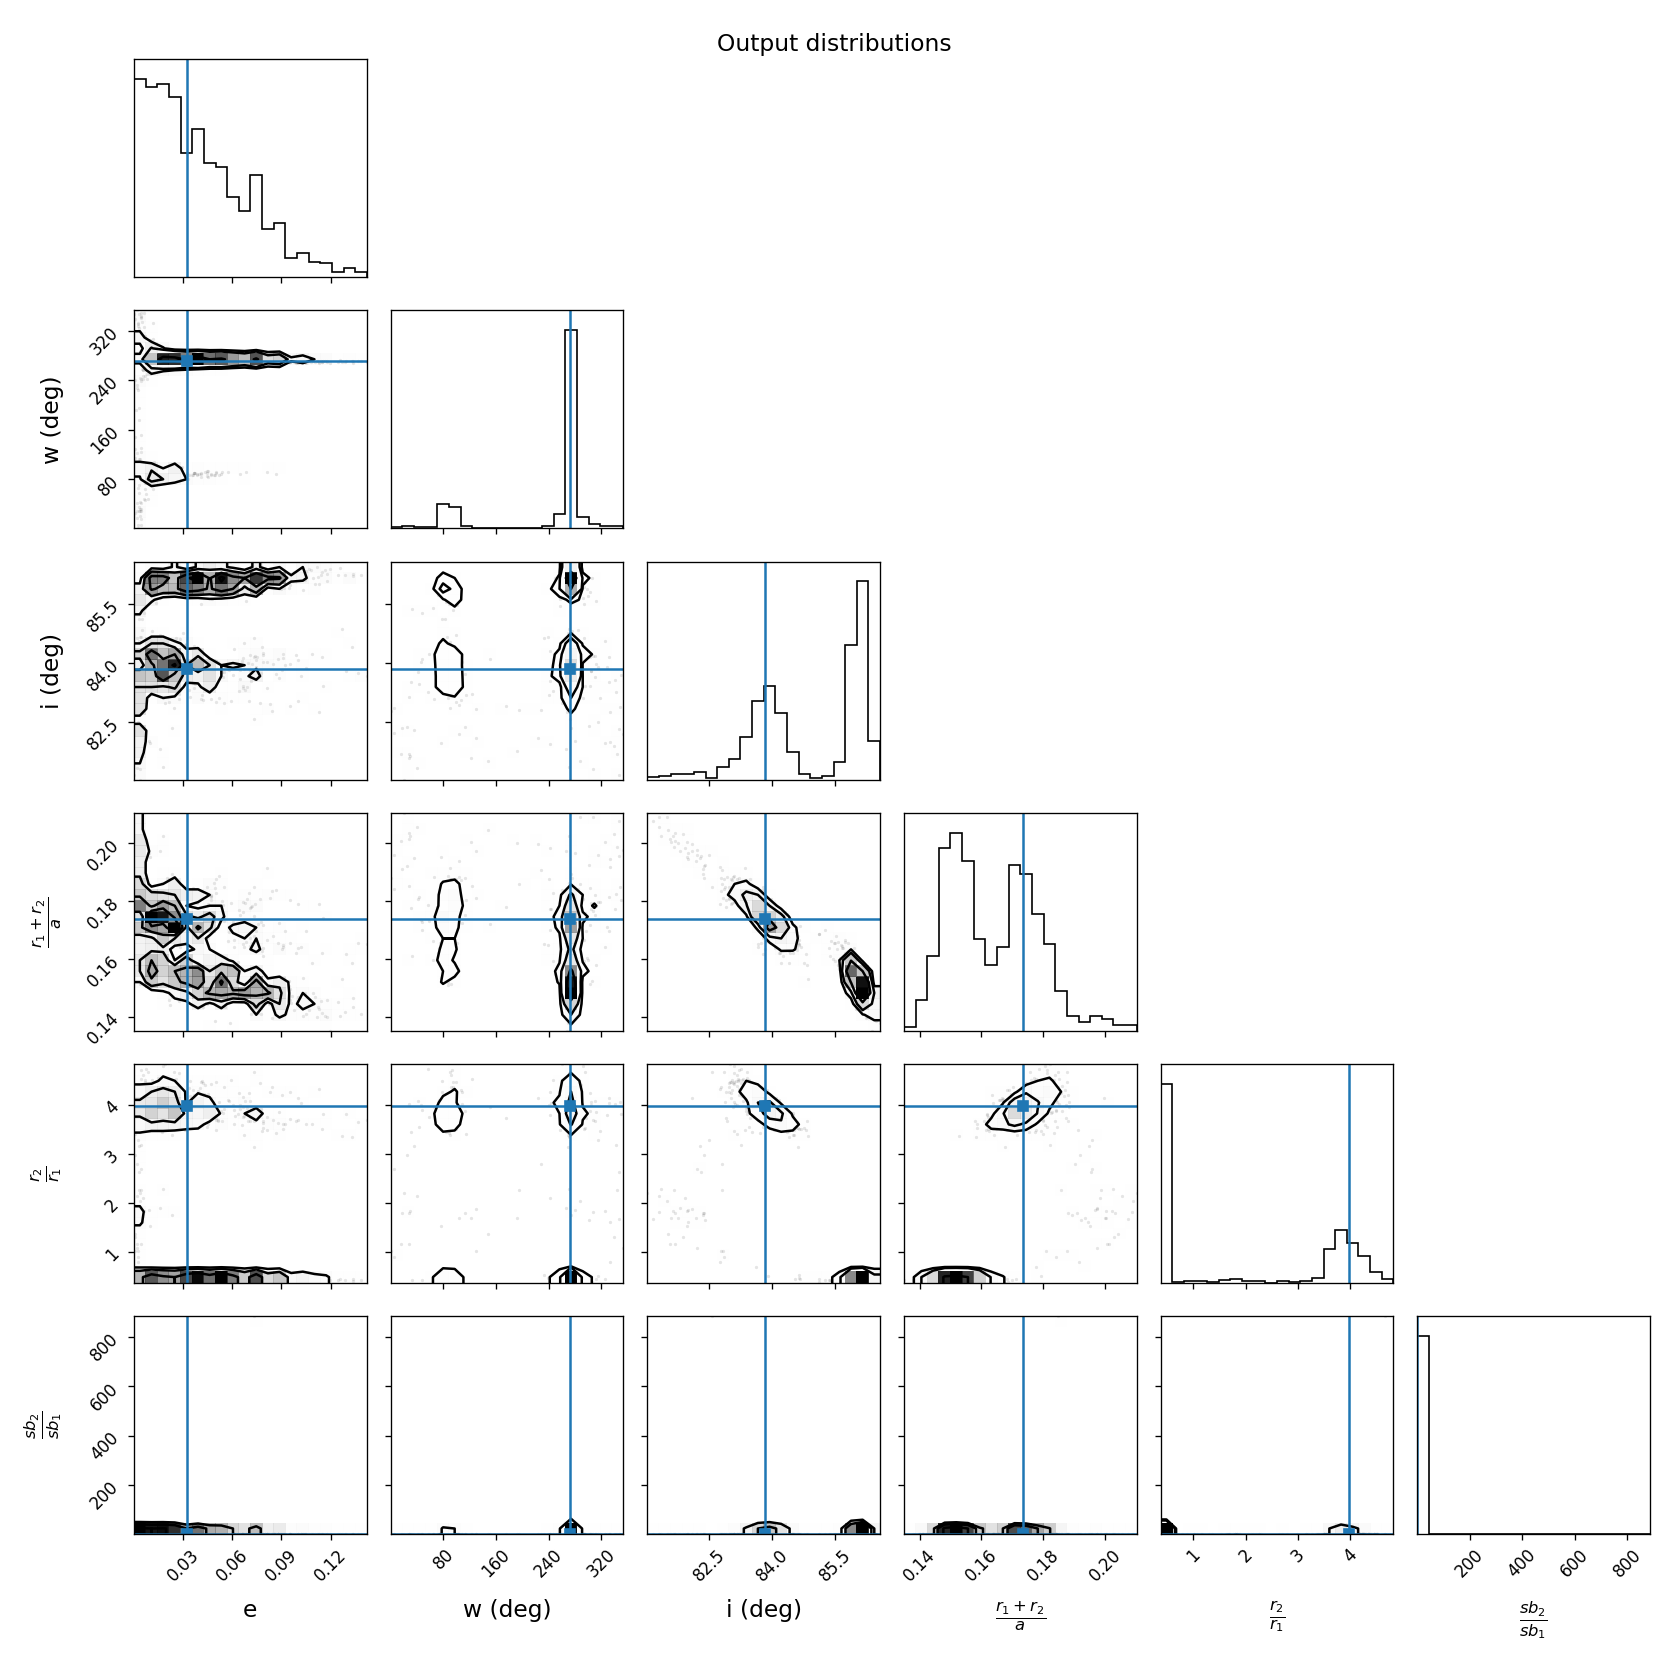 Output distributions
320
240
160
80
w (deg)
85.5
84.0
82.5
i (deg)
0.20
0.18
0.16
0.14
r₁ + r₂
a
4
3
2
1
r₂
r₁
800
600
400
200
sb₂
sb₁
0.03 0.06 0.09 0.12 80 160 240 320 82.5 84.0 85.5 0.14 0.16 0.18 0.20 1 2 3 4 200 400 600 800
e w (deg) i (deg)
r₁ + r₂
a
r₂
r₁
sb₂
sb₁